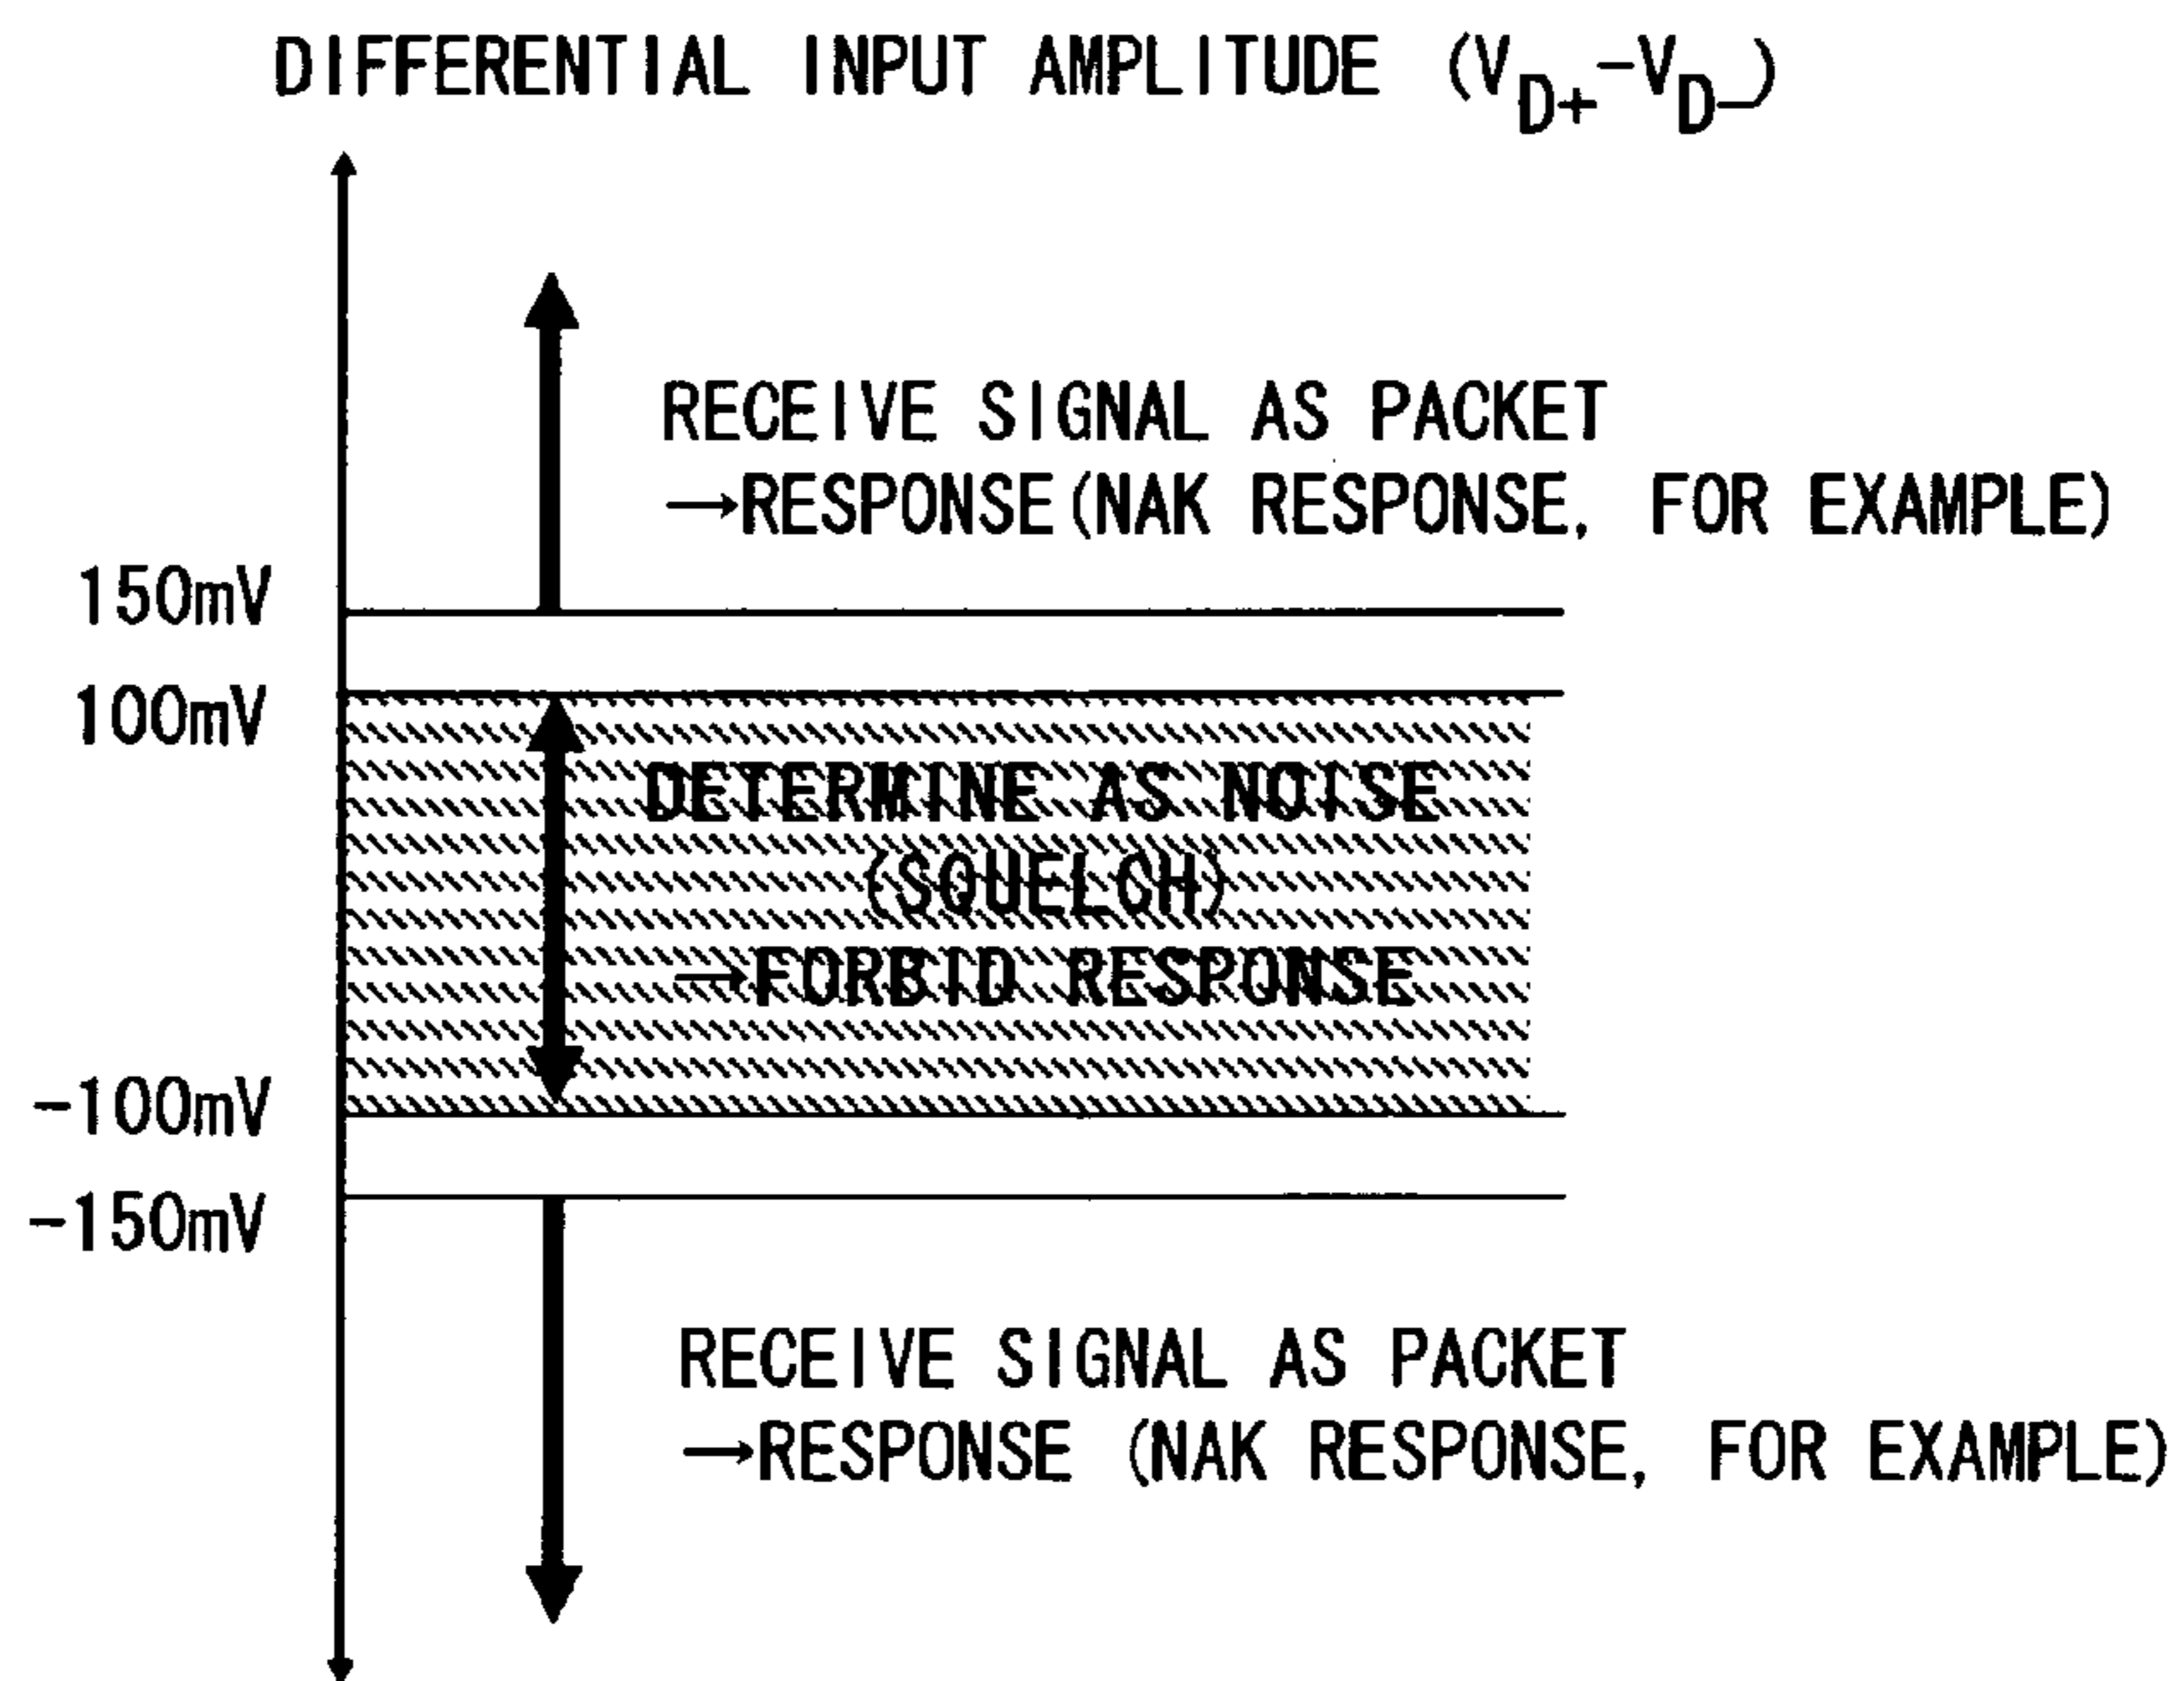 DIFFERENTIAL INPUT AMPLITUDE (VD+-VD-)
RECEIVE SIGNAL AS PACKET
→RESPONSE(NAK RESPONSE, FOR EXAMPLE)
150mV
100mV
DETERMINE AS NOISE
(SQUELCH)
→FORBID RESPONSE
-100mV
-150mV
RECEIVE SIGNAL AS PACKET
→RESPONSE (NAK RESPONSE, FOR EXAMPLE)